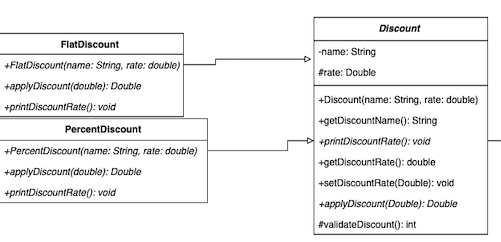 FlatDiscount
+FlatDiscount(name: String, rate: double)
+applyDiscount(double): Double
+printDiscountRate(): void
PercentDiscount
+PercentDiscount(name: String, rate: double)
+applyDiscount(double): Double
+printDiscountRate(): void
Discount
-name: String
#rate: Double
+Discount(name: String, rate: double)
+getDiscountName(): String
+printDiscountRate(): void
+getDiscountRate(): double
+setDiscountRate(Double): void
+applyDiscount(Double): Double
#validateDiscount(): int